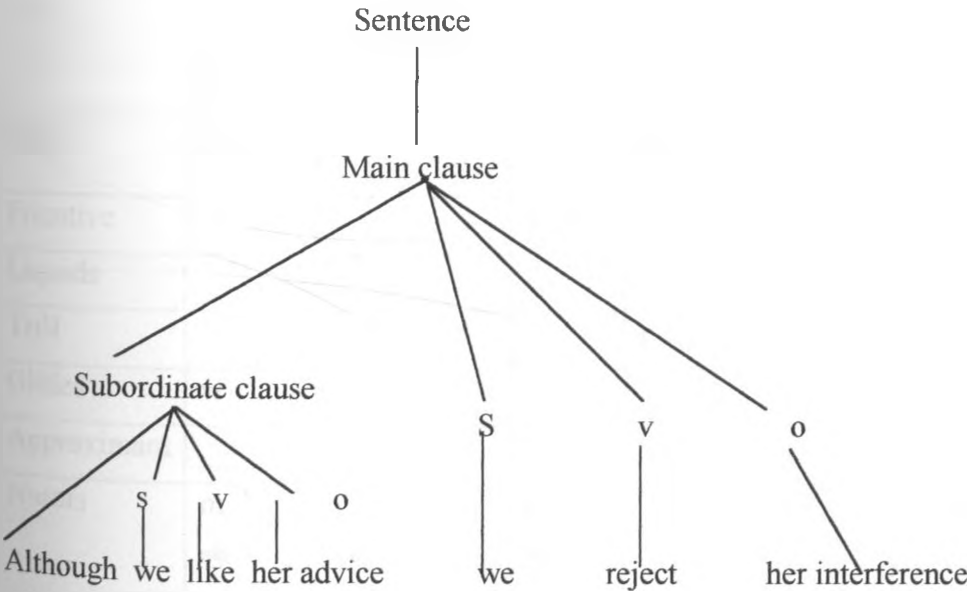 Sentence
Main clause
Subordinate clause
S v o
s v o
Although we like her advice we reject her interference